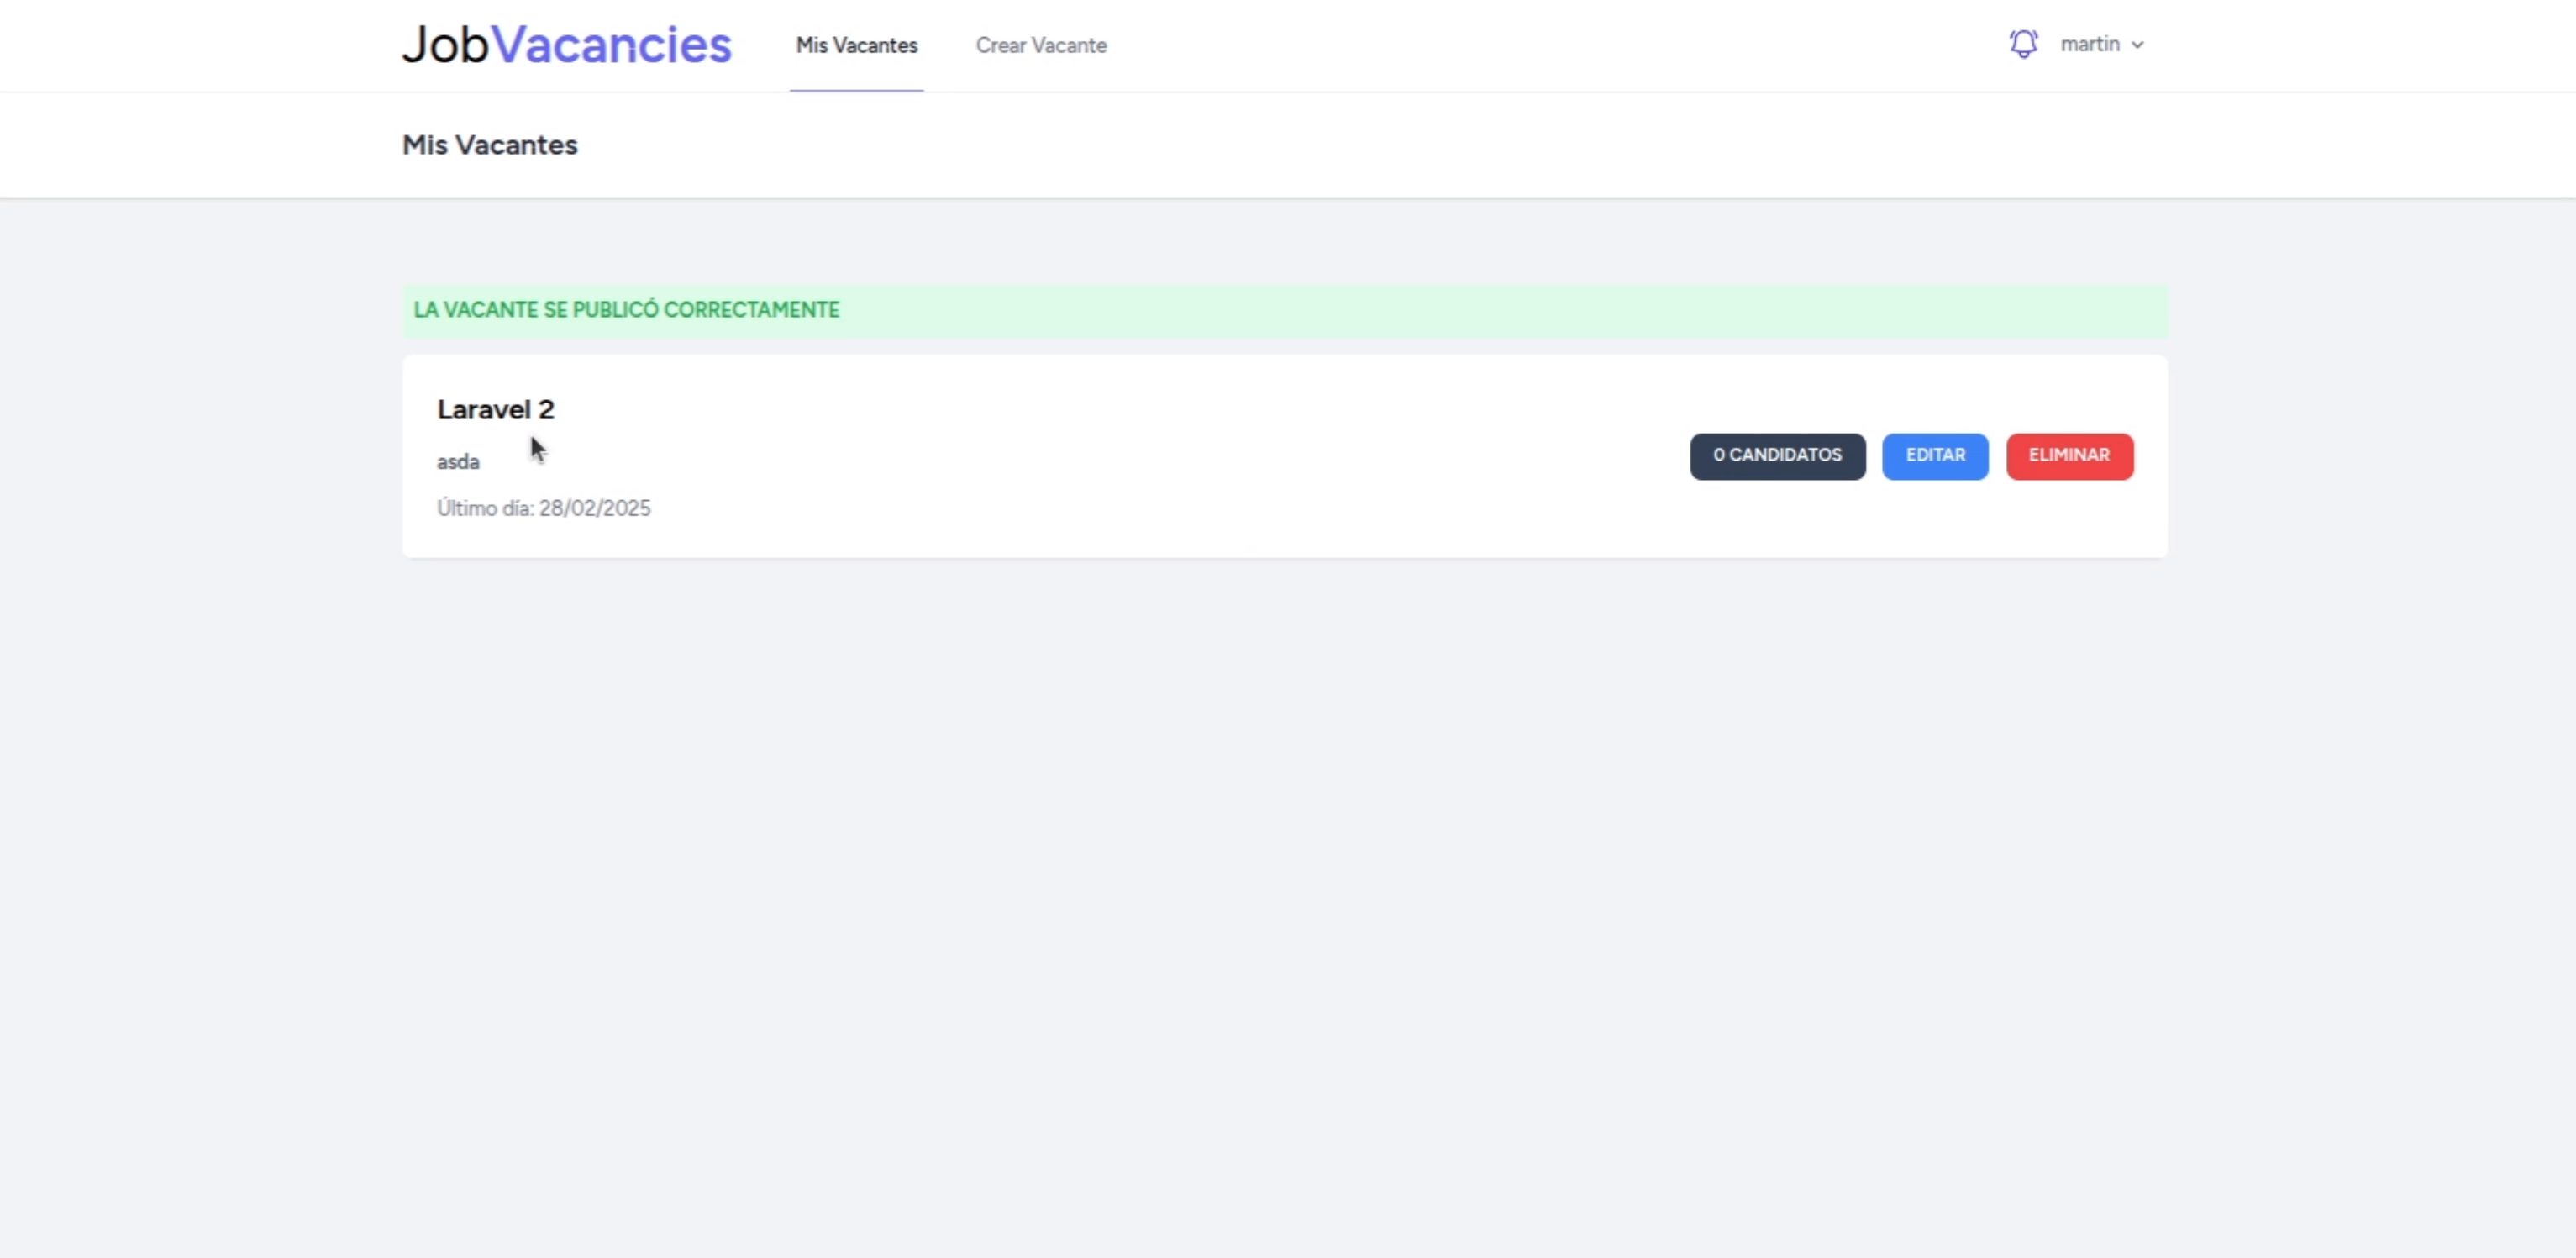 JobVacancies Mis Vacantes Crear Vacante martin
Mis Vacantes
LA VACANTE SE PUBLICÓ CORRECTAMENTE
Laravel 2
asda
Último día: 28/02/2025
0 CANDIDATOS EDITAR ELIMINAR